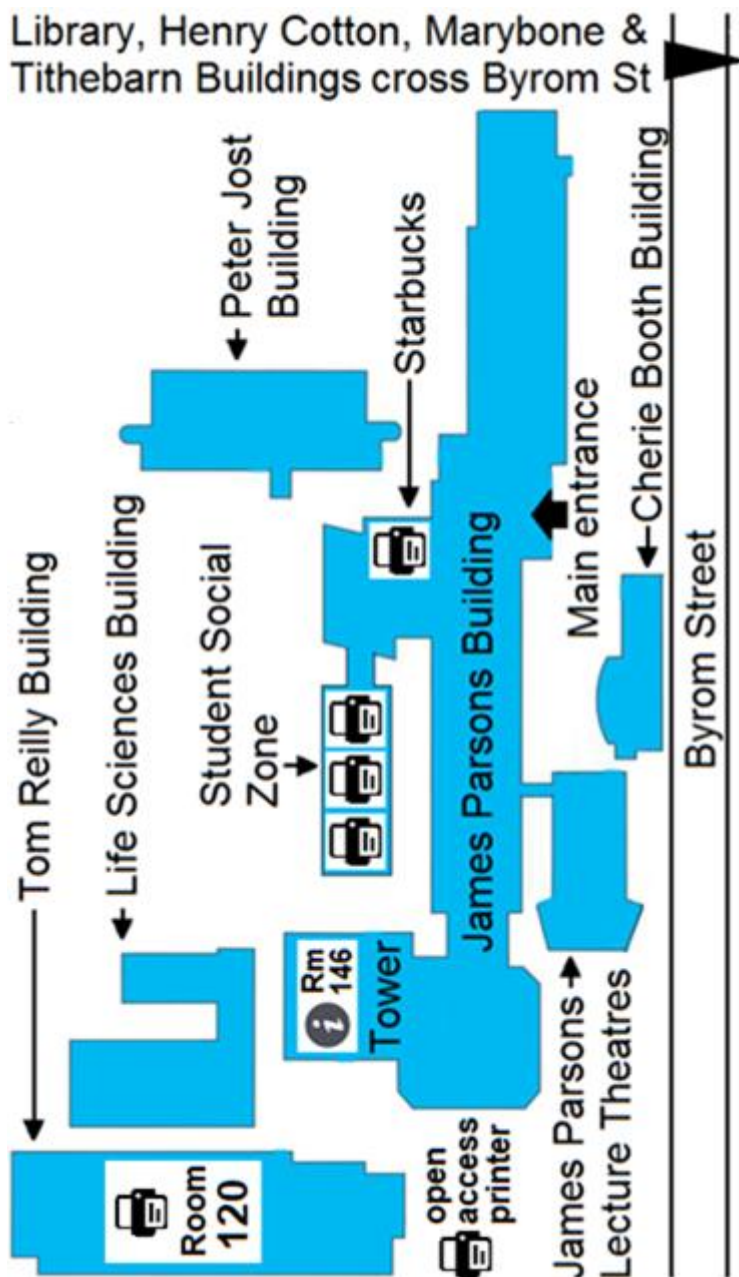 Library, Henry Cotton, Marybone &
Tithebarn Buildings cross Byrom St
Peter Jost
Building
Starbucks
Cherie Booth Building
Main entrance
Byrom Street
Tom Reilly Building
Life Sciences Building
Student Social
Zone
James Parsons Building
i
Rm
146
Tower
James Parsons
Lecture Theatres
Room
120
open
access
printer